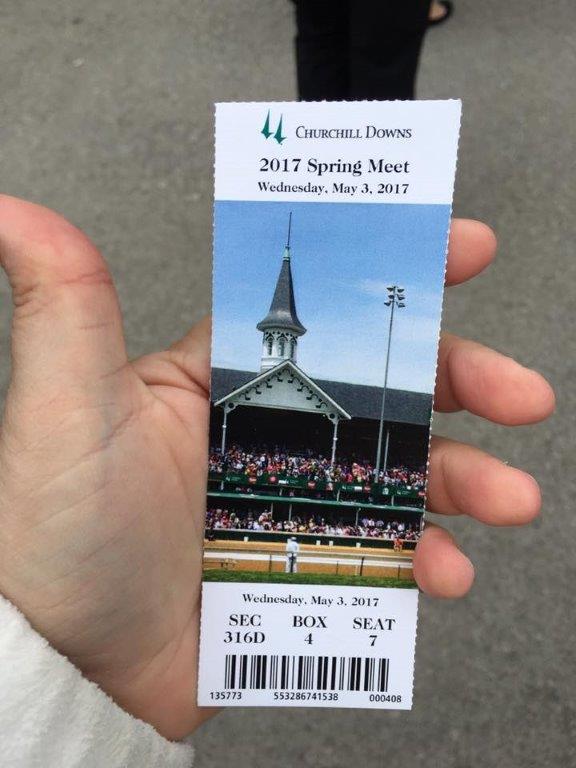 CHURCHILL DOWNS
2017 Spring Meet
Wednesday, May 3, 2017
Wednesday, May 3, 2017
SEC BOX SEAT
316D 4 7
135773 553286741538 000408